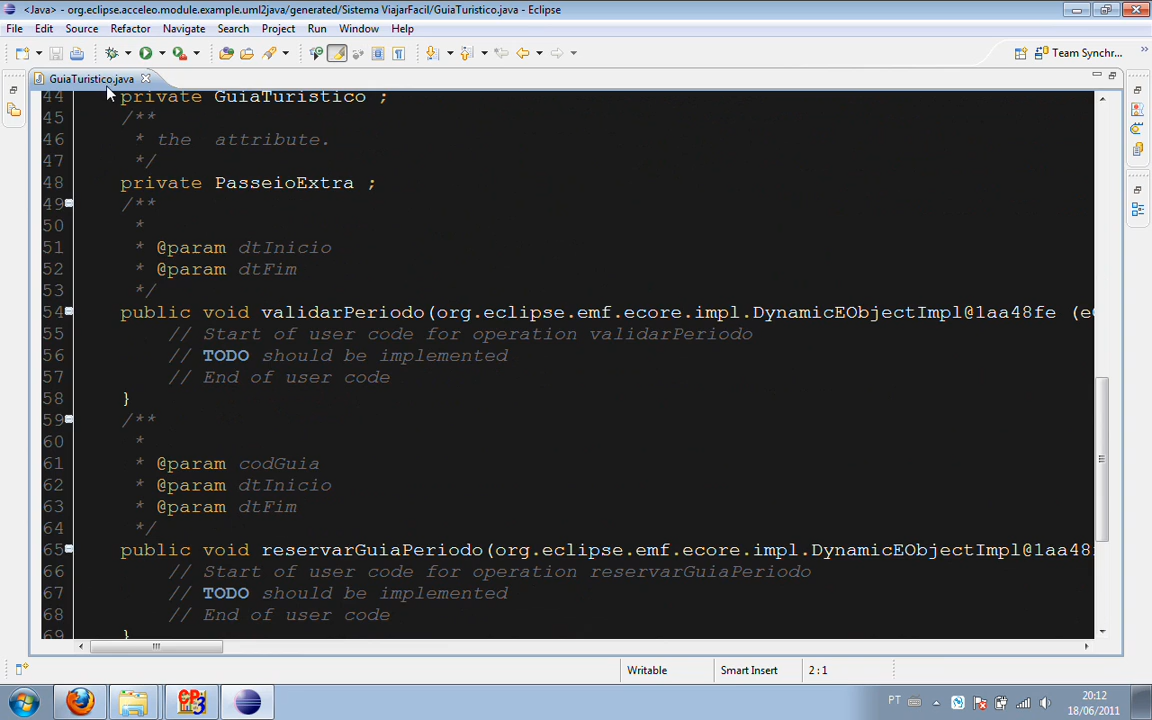 <Java> - org.eclipse.acceleo.module.example.uml2java/generated/Sistema ViajarFacil/GuiaTuristico.java - Eclipse
File Edit Source Refactor Navigate Search Project Run Window Help
Team Synchr...
GuiaTuristico.java
44 private GuiaTuristico ;
45 /**
46 * the attribute.
47 */
48 private PasseioExtra ;
49 /**
50 *
51 * @param dtInicio
52 * @param dtFim
53 */
54 public void validarPeriodo(org.eclipse.emf.ecore.impl.DynamicEObjectImpl@1aa48fe (e
55 // Start of user code for operation validarPeriodo
56 // TODO should be implemented
57 // End of user code
58 }
59 /**
60 *
61 * @param codGuia
62 * @param dtInicio
63 * @param dtFim
64 */
65 public void reservarGuiaPeriodo(org.eclipse.emf.ecore.impl.DynamicEObjectImpl@1aa48
66 // Start of user code for operation reservarGuiaPeriodo
67 // TODO should be implemented
68 // End of user code
69 }
Writable Smart Insert 2 : 1
PT 20:12
18/06/2011